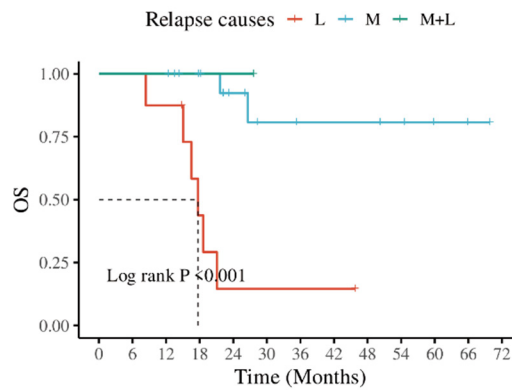 Relapse causes L M M+L
1.00
0.75
0.50
0.25
0.00
OS
Log rank P <0.001
0 6 12 18 24 30 36 42 48 54 60 66 72
Time (Months)